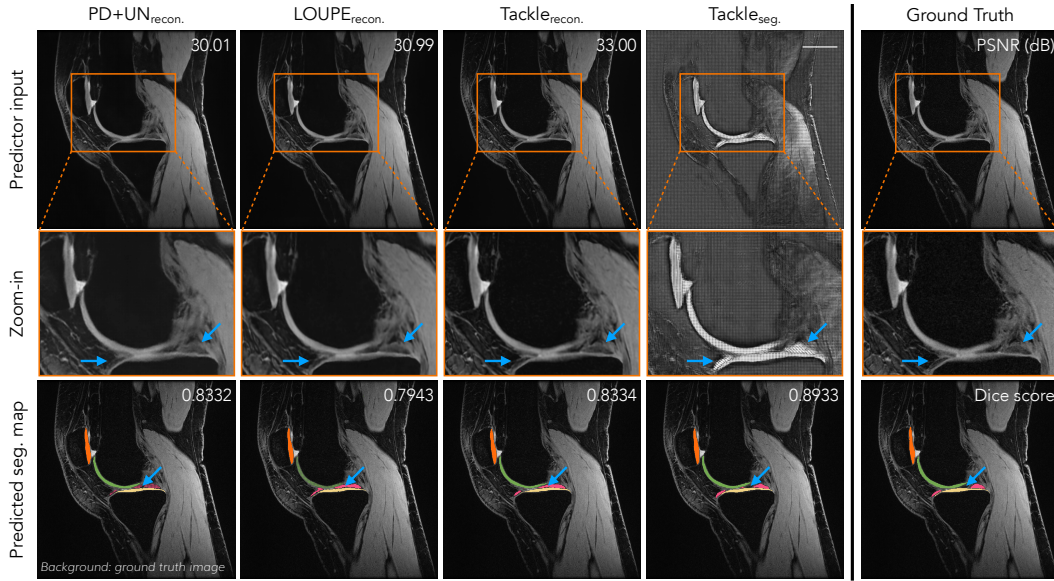 PD+UNrecon. LOUPErecon. Tacklerecon. Tackleseg. Ground Truth
Predictor input
30.01 30.99 33.00 PSNR (dB)
Zoom-in
Predicted seg. map
0.8332 0.7943 0.8334 0.8933 Dice score
Background: ground truth image